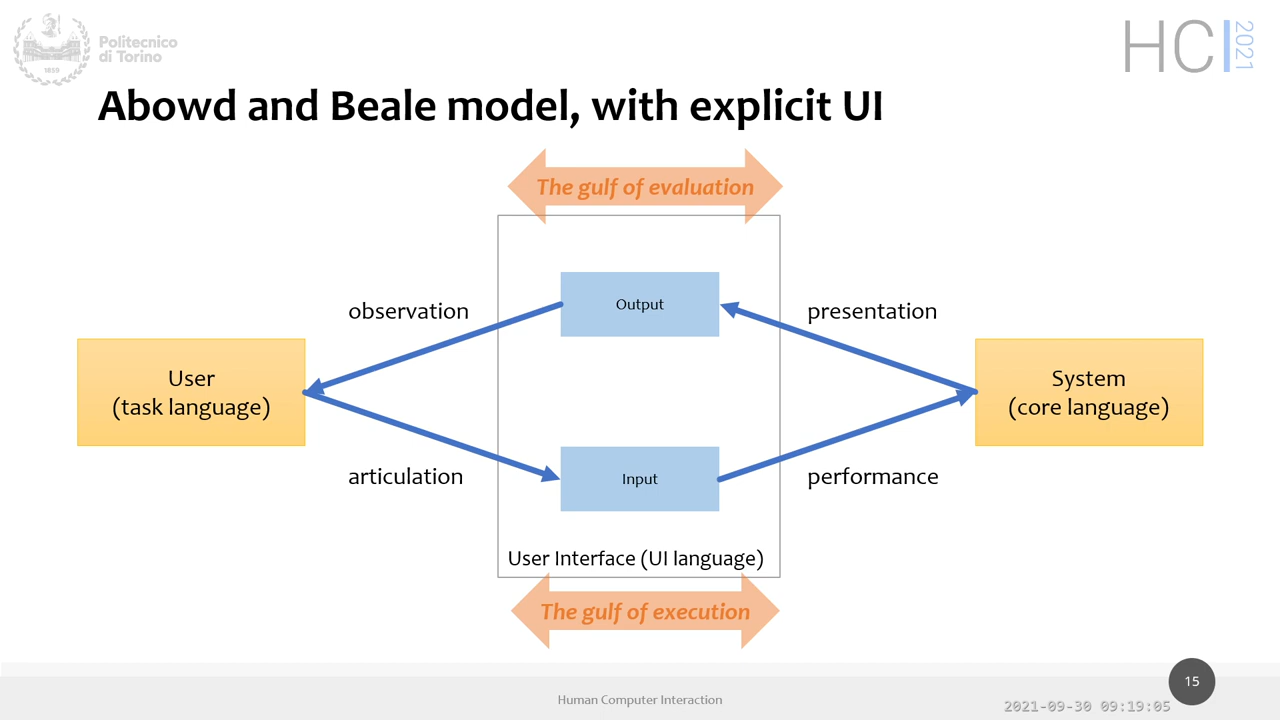 Politecnico
di Torino
1859
HCI
2021
Abowd and Beale model, with explicit UI
The gulf of evaluation
Output
observation
presentation
User
(task language)
System
(core language)
articulation
Input
performance
User Interface (UI language)
The gulf of execution
15
Human Computer Interaction
2021-09-30 09:19:05